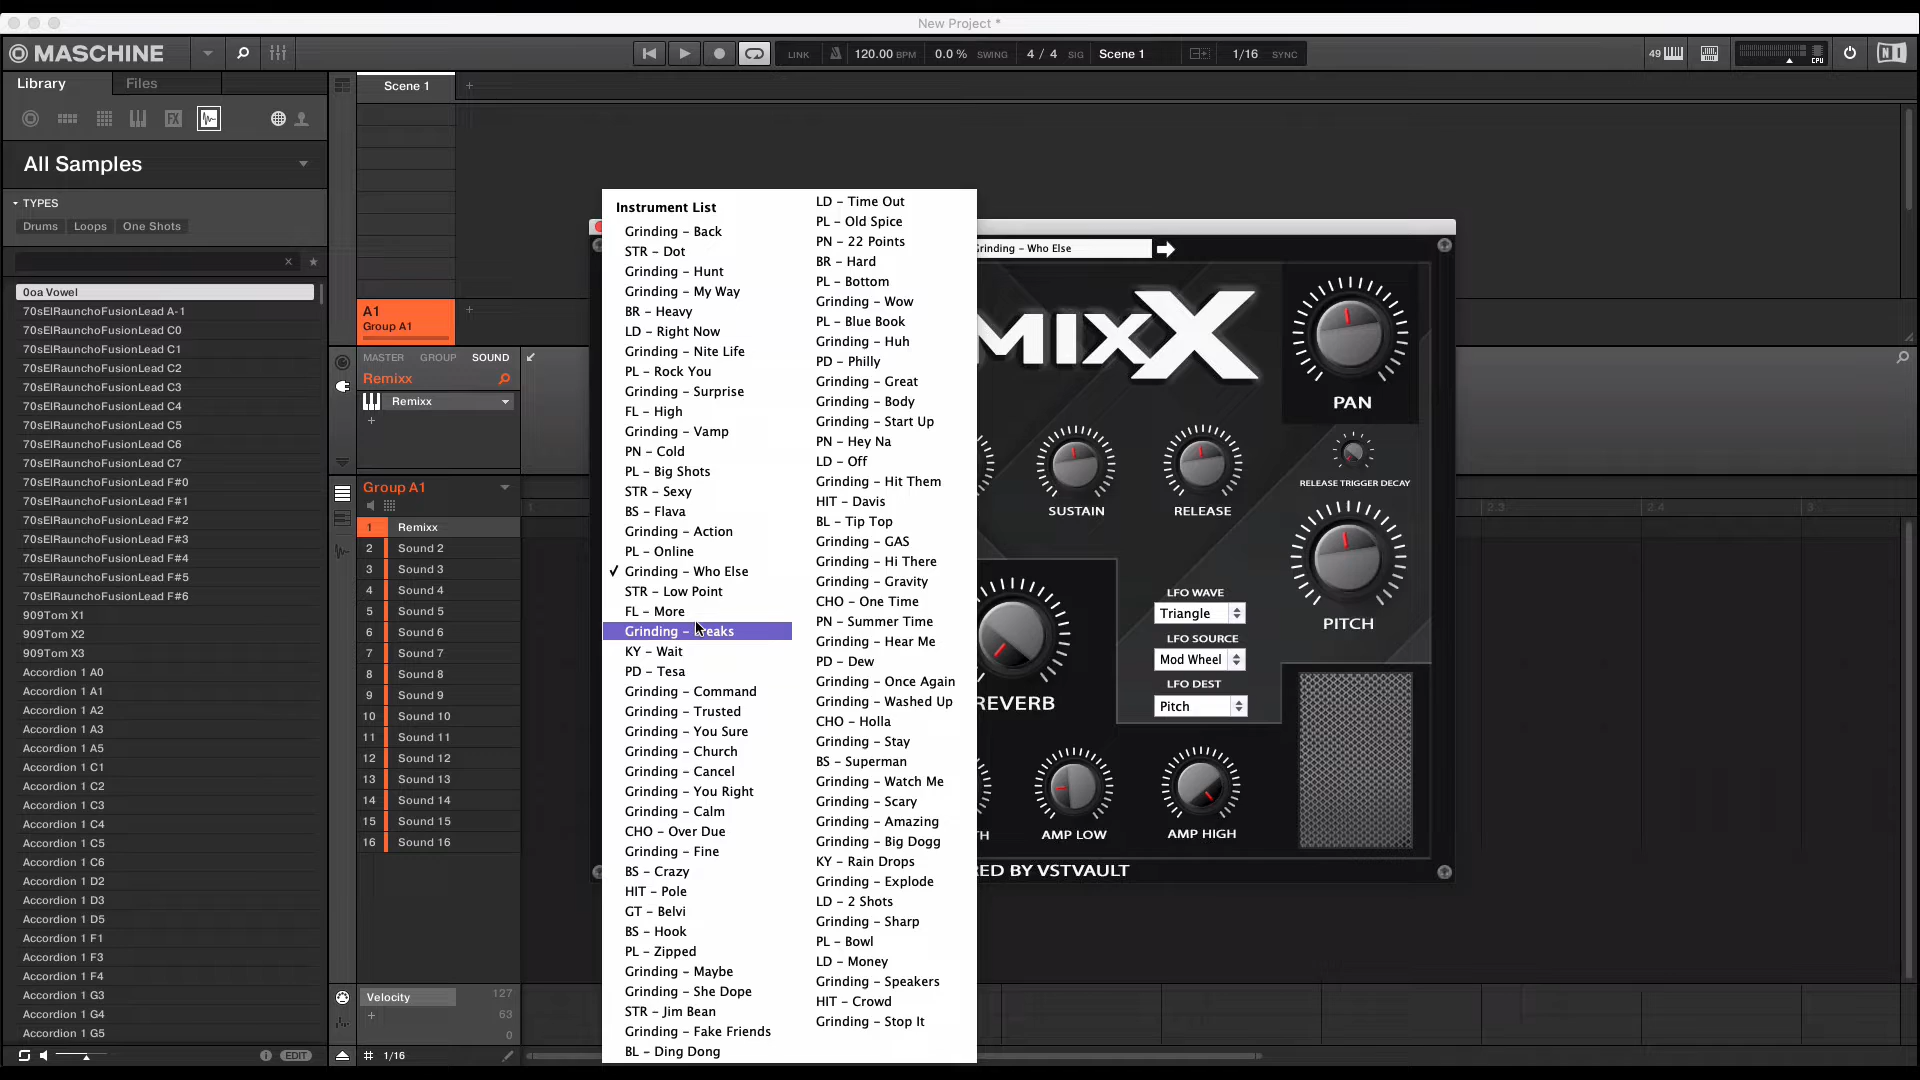 New Project *
MASCHINE
LINK
120.00 BPM
0.0 % SWING
4 / 4 SIG
Scene 1
1/16 SYNC
49
CPU
Library
Files
Scene 1
FX
All Samples
TYPES
Drums
Loops
One Shots
0oa Vowel
70sElRaunchoFusionLead A-1
70sElRaunchoFusionLead C0
70sElRaunchoFusionLead C1
70sElRaunchoFusionLead C2
70sElRaunchoFusionLead C3
70sElRaunchoFusionLead C4
70sElRaunchoFusionLead C5
70sElRaunchoFusionLead C6
70sElRaunchoFusionLead C7
70sElRaunchoFusionLead F#0
70sElRaunchoFusionLead F#1
70sElRaunchoFusionLead F#2
70sElRaunchoFusionLead F#3
70sElRaunchoFusionLead F#4
70sElRaunchoFusionLead F#5
70sElRaunchoFusionLead F#6
909Tom X1
909Tom X2
909Tom X3
Accordion 1 A0
Accordion 1 A1
Accordion 1 A2
Accordion 1 A3
Accordion 1 A5
Accordion 1 C1
Accordion 1 C2
Accordion 1 C3
Accordion 1 C4
Accordion 1 C5
Accordion 1 C6
Accordion 1 D2
Accordion 1 D3
Accordion 1 D5
Accordion 1 F1
Accordion 1 F3
Accordion 1 F4
Accordion 1 G3
Accordion 1 G4
Accordion 1 G5
EDIT
A1
Group A1
MASTER
GROUP
SOUND
Remixx
Remixx
Group A1
1 Remixx
2 Sound 2
3 Sound 3
4 Sound 4
5 Sound 5
6 Sound 6
7 Sound 7
8 Sound 8
9 Sound 9
10 Sound 10
11 Sound 11
12 Sound 12
13 Sound 13
14 Sound 14
15 Sound 15
16 Sound 16
Velocity
127
63
0
1/16
Instrument List
Grinding – Back
STR – Dot
Grinding – Hunt
Grinding – My Way
BR – Heavy
LD – Right Now
Grinding – Nite Life
PL – Rock You
Grinding – Surprise
FL – High
Grinding – Vamp
PN – Cold
PL – Big Shots
STR – Sexy
BS – Flava
Grinding – Action
PL – Online
✓ Grinding – Who Else
STR – Low Point
FL – More
Grinding –
KY – Wait
PD – Tesa
Grinding – Command
Grinding – Trusted
Grinding – You Sure
Grinding – Church
Grinding – Cancel
Grinding – You Right
Grinding – Calm
CHO – Over Due
Grinding – Fine
BS – Crazy
HIT – Pole
GT – Belvi
BS – Hook
PL – Zipped
Grinding – Maybe
Grinding – She Dope
STR – Jim Bean
Grinding – Fake Friends
BL – Ding Dong
LD – Time Out
PL – Old Spice
PN – 22 Points
BR – Hard
PL – Bottom
Grinding – Wow
PL – Blue Book
Grinding – Huh
PD – Philly
Grinding – Great
Grinding – Body
Grinding – Start Up
PN – Hey Na
LD – Off
Grinding – Hit Them
HIT – Davis
BL – Tip Top
Grinding – GAS
Grinding – Hi There
Grinding – Gravity
CHO – One Time
PN – Summer Time
Grinding – Hear Me
PD – Dew
Grinding – Once Again
Grinding – Washed Up
CHO – Holla
Grinding – Stay
BS – Superman
Grinding – Watch Me
Grinding – Scary
Grinding – Amazing
Grinding – Big Dogg
KY – Rain Drops
Grinding – Explode
LD – 2 Shots
Grinding – Sharp
PL – Bowl
LD – Money
Grinding – Speakers
HIT – Crowd
Grinding – Stop It
Grinding – Who Else
MIXX
PAN
SUSTAIN
RELEASE
RELEASE TRIGGER DECAY
PITCH
LFO WAVE
Triangle
LFO SOURCE
Mod Wheel
LFO DEST
Pitch
REVERB
TH
AMP LOW
AMP HIGH
RED BY VSTVAULT
2.3
2.4
3